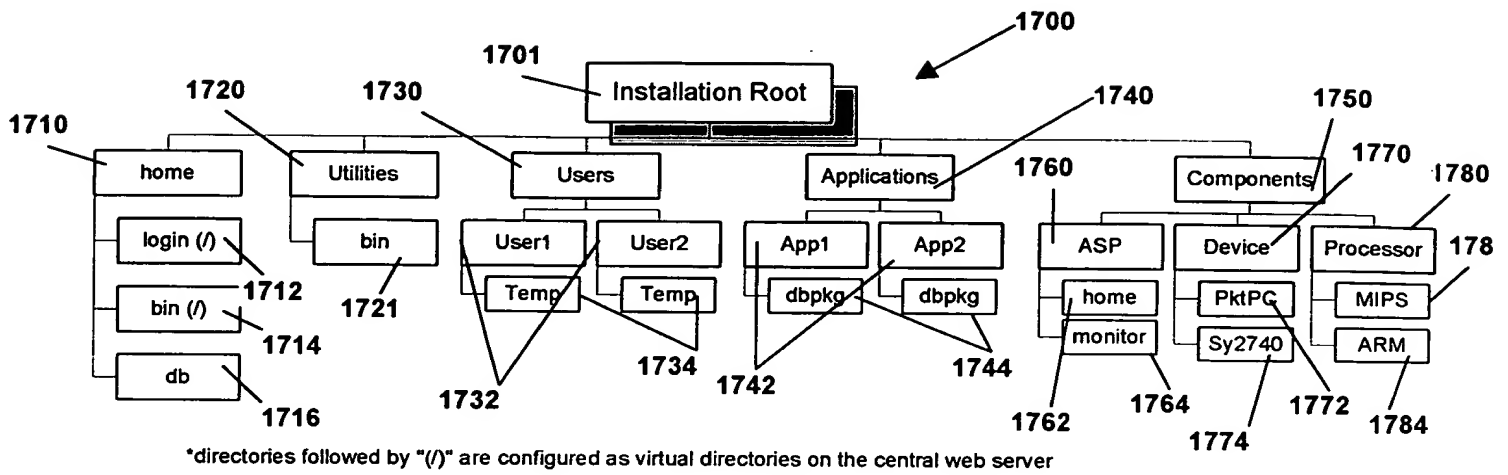 1700
1701
Installation Root
1720
1730
1740
1750
1710
1770
1760
1780
home
Utilities
Users
Applications
Components
login (/)
bin
User1
User2
App1
App2
ASP
Device
Processor
178
1712
1721
Temp
Temp
dbpkg
dbpkg
home
PktPC
MIPS
bin (/)
1714
monitor
Sy2740
ARM
1734
1742
1744
db
1732
1716
1762
1764
1774
1772
1784
*directories followed by "(/)" are configured as virtual directories on the central web server